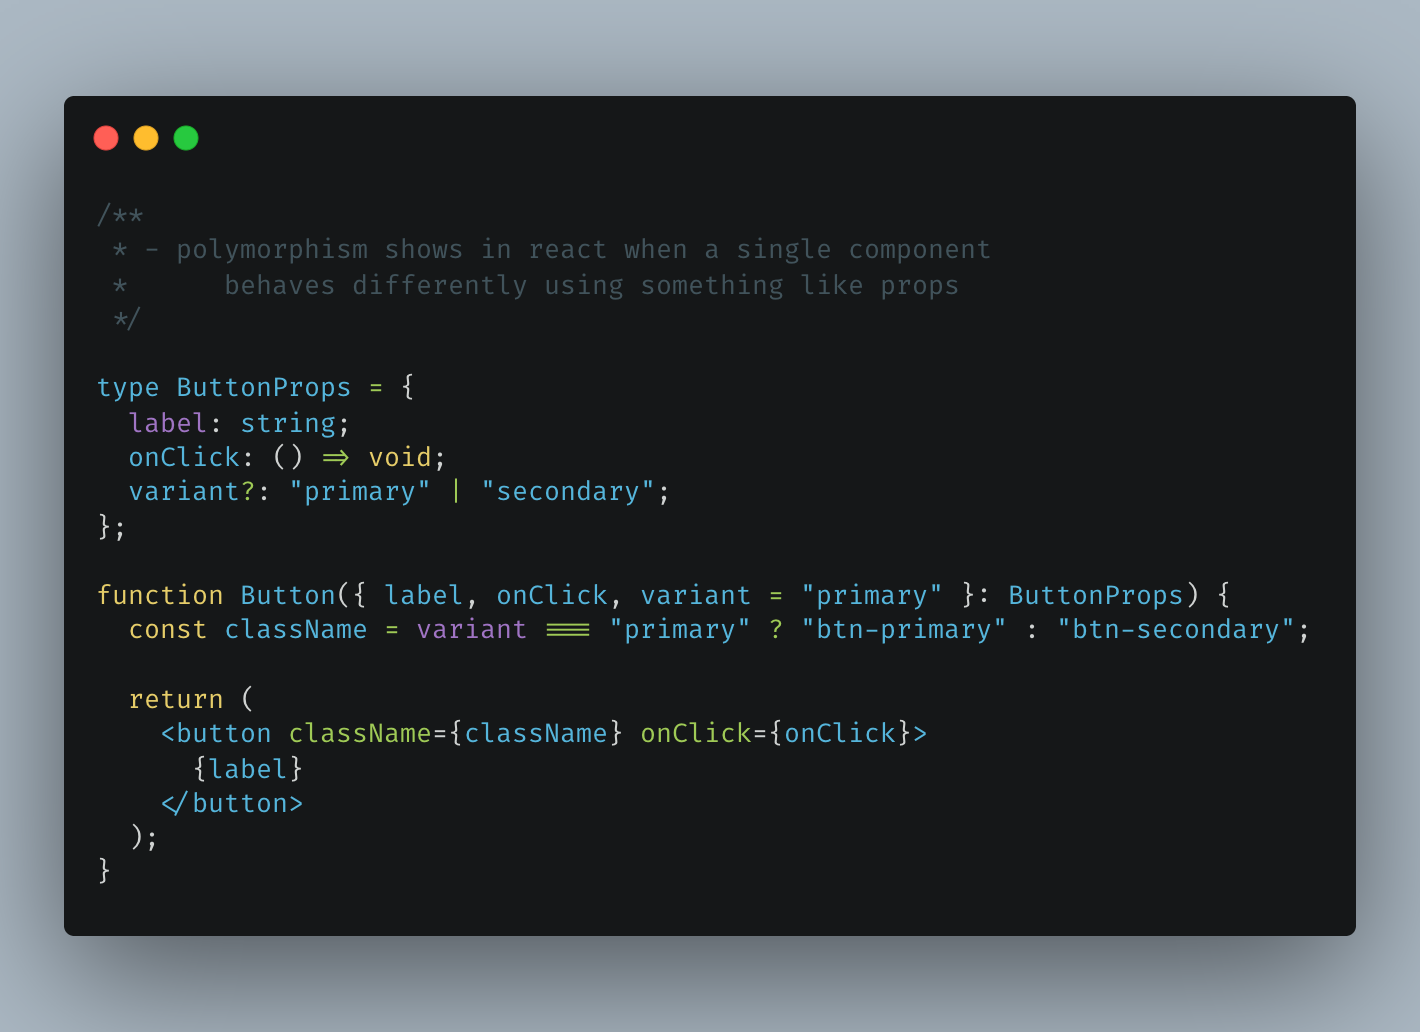 /**
 * - polymorphism shows in react when a single component
 *      behaves differently using something like props
 */
type ButtonProps = {
  label: string;
  onClick: () => void;
  variant?: "primary" | "secondary";
};
function Button({ label, onClick, variant = "primary" }: ButtonProps) {
  const className = variant === "primary" ? "btn-primary" : "btn-secondary";
  return (
    <button className={className} onClick={onClick}>
      {label}
    </button>
  );
}